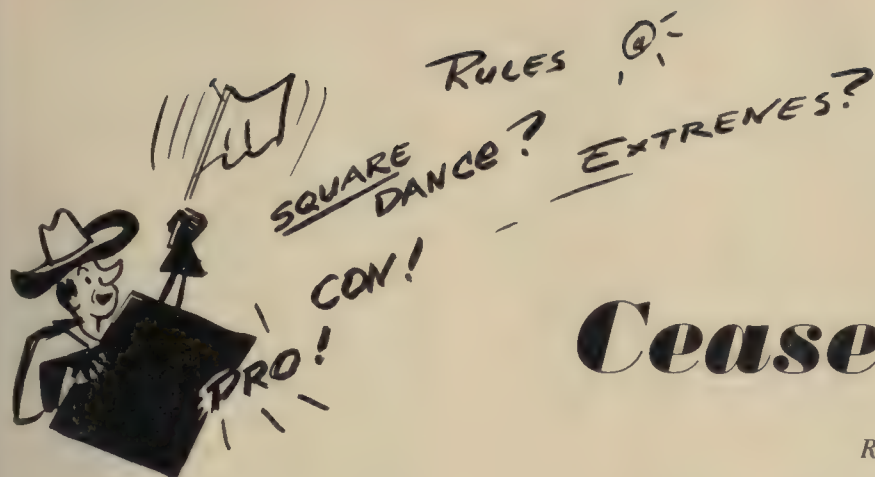 RULES @
SQUARE DANCE? - EXTRENES?
CON!
PRO!
Cease
R